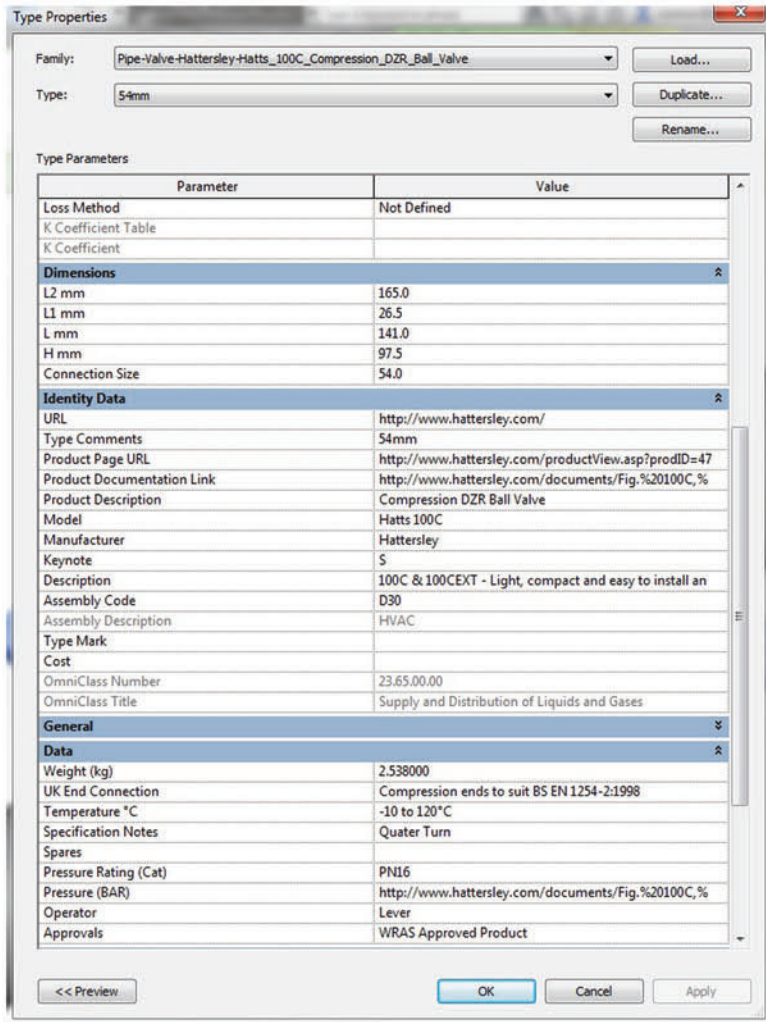 Type Properties
Family: Pipe-Valve-Hattersley-Hatts_100C_Compression_DZR_Ball_Valve Load...
Type: 54mm Duplicate...
Rename...
Type Parameters
Parameter Value
Loss Method Not Defined
K Coefficient Table
K Coefficient
Dimensions
L2 mm 165.0
L1 mm 26.5
L mm 141.0
H mm 97.5
Connection Size 54.0
Identity Data
URL http://www.hattersley.com/
Type Comments 54mm
Product Page URL http://www.hattersley.com/productView.asp?prodID=47
Product Documentation Link http://www.hattersley.com/documents/Fig.%20100C,%
Product Description Compression DZR Ball Valve
Model Hatts 100C
Manufacturer Hattersley
Keynote S
Description 100C & 100CEXT - Light, compact and easy to install an
Assembly Code D30
Assembly Description HVAC
Type Mark
Cost
OmniClass Number 23.65.00.00
OmniClass Title Supply and Distribution of Liquids and Gases
General
Data
Weight (kg) 2.538000
UK End Connection Compression ends to suit BS EN 1254-2:1998
Temperature °C -10 to 120°C
Specification Notes Quater Turn
Spares
Pressure Rating (Cat) PN16
Pressure (BAR) http://www.hattersley.com/documents/Fig.%20100C,%
Operator Lever
Approvals WRAS Approved Product
<< Preview OK Cancel Apply